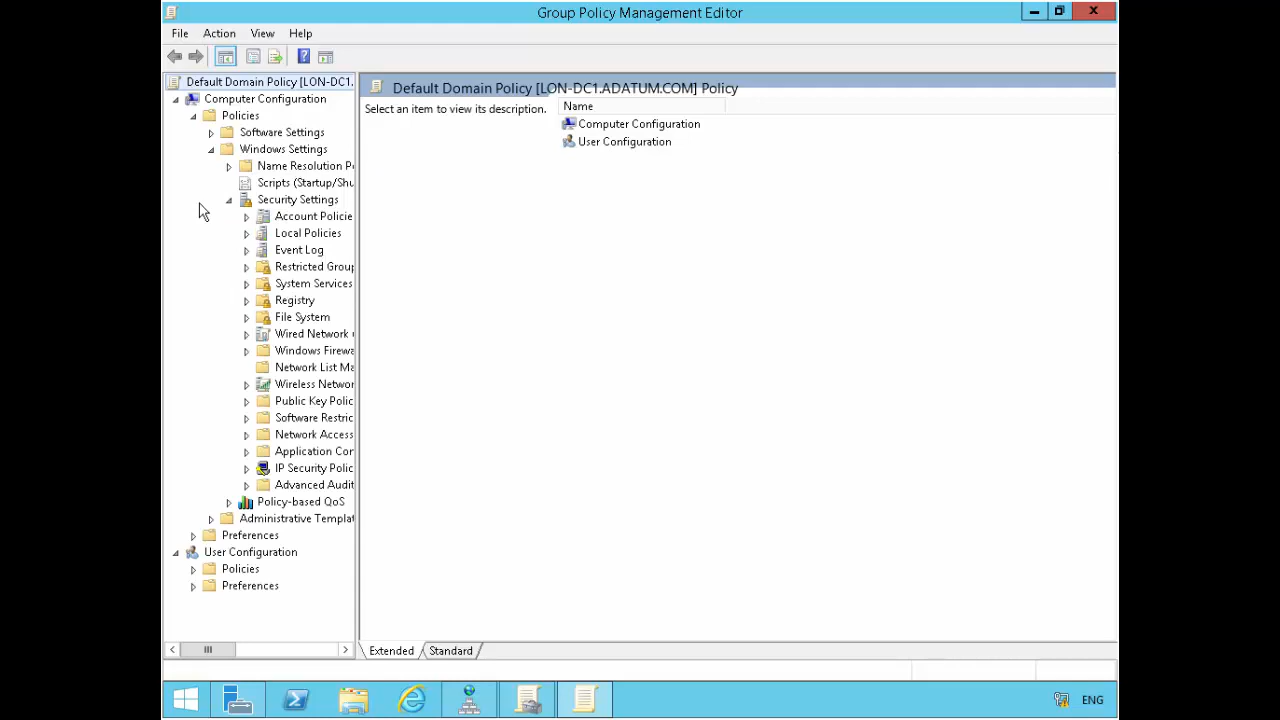 Group Policy Management Editor
File Action View Help
Default Domain Policy [LON-DC1.
Computer Configuration
Policies
Software Settings
Windows Settings
Name Resolution P
Scripts (Startup/Shu
Security Settings
Account Policie
Local Policies
Event Log
Restricted Group
System Services
Registry
File System
Wired Network
Windows Firewa
Network List Ma
Wireless Networ
Public Key Polic
Software Restric
Network Access
Application Con
IP Security Polic
Advanced Audit
Policy-based QoS
Administrative Templat
Preferences
User Configuration
Policies
Preferences
Default Domain Policy [LON-DC1.ADATUM.COM] Policy
Select an item to view its description.
Name
Computer Configuration
User Configuration
Extended Standard
ENG